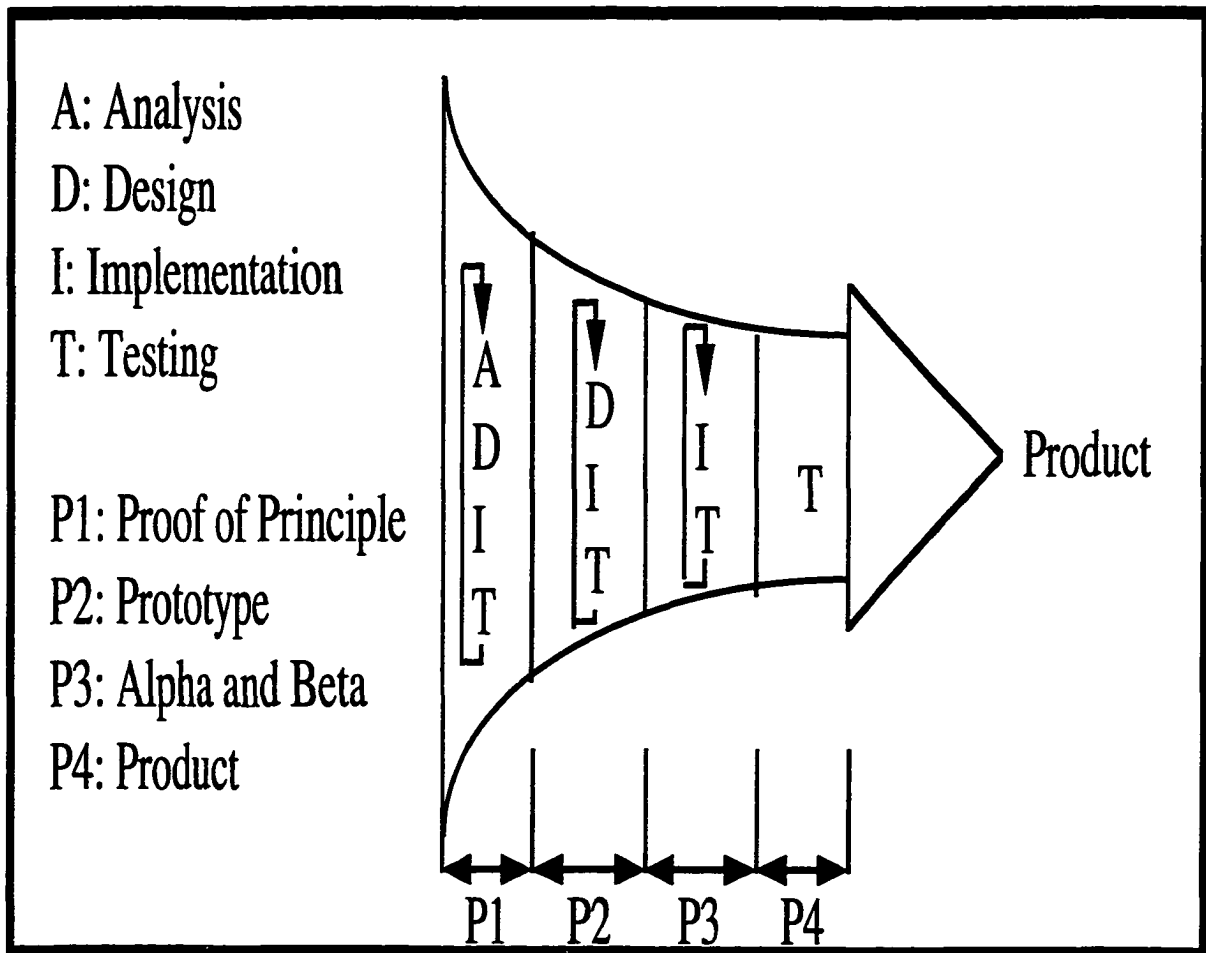 A: Analysis
D: Design
I: Implementation
T: Testing
P1: Proof of Principle
P2: Prototype
P3: Alpha and Beta
P4: Product
A
D
I
T
D
I
T
I
T
T
Product
P1 P2 P3 P4